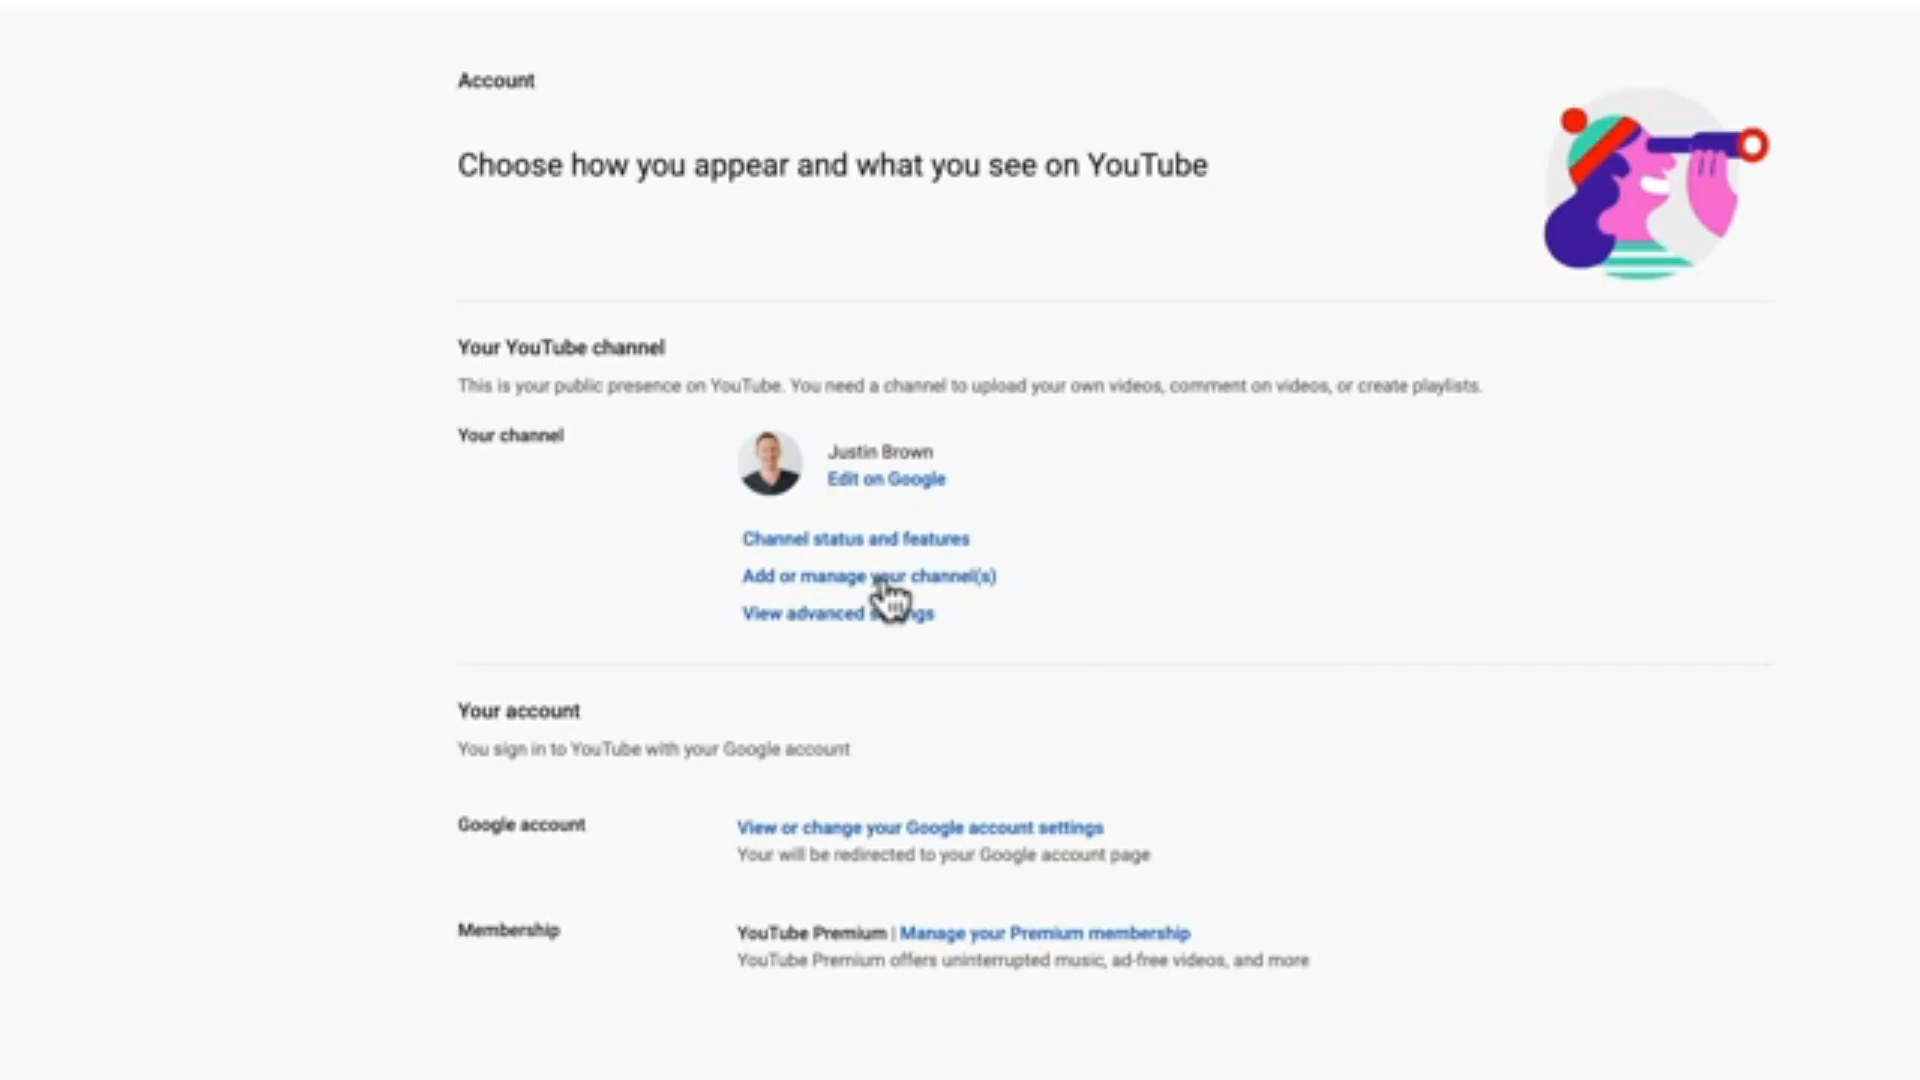 Account
Choose how you appear and what you see on YouTube
Your YouTube channel
This is your public presence on YouTube. You need a channel to upload your own videos, comment on videos, or create playlists.
Your channel
Justin Brown
Edit on Google
Channel status and features
Add or manage your channel(s)
View advanced
Your account
You sign in to YouTube with your Google account
Google account
View or change your Google account settings
Your will be redirected to your Google account page
Membership
YouTube Premium | Manage your Premium membership
YouTube Premium offers uninterrupted music, ad-free videos, and more